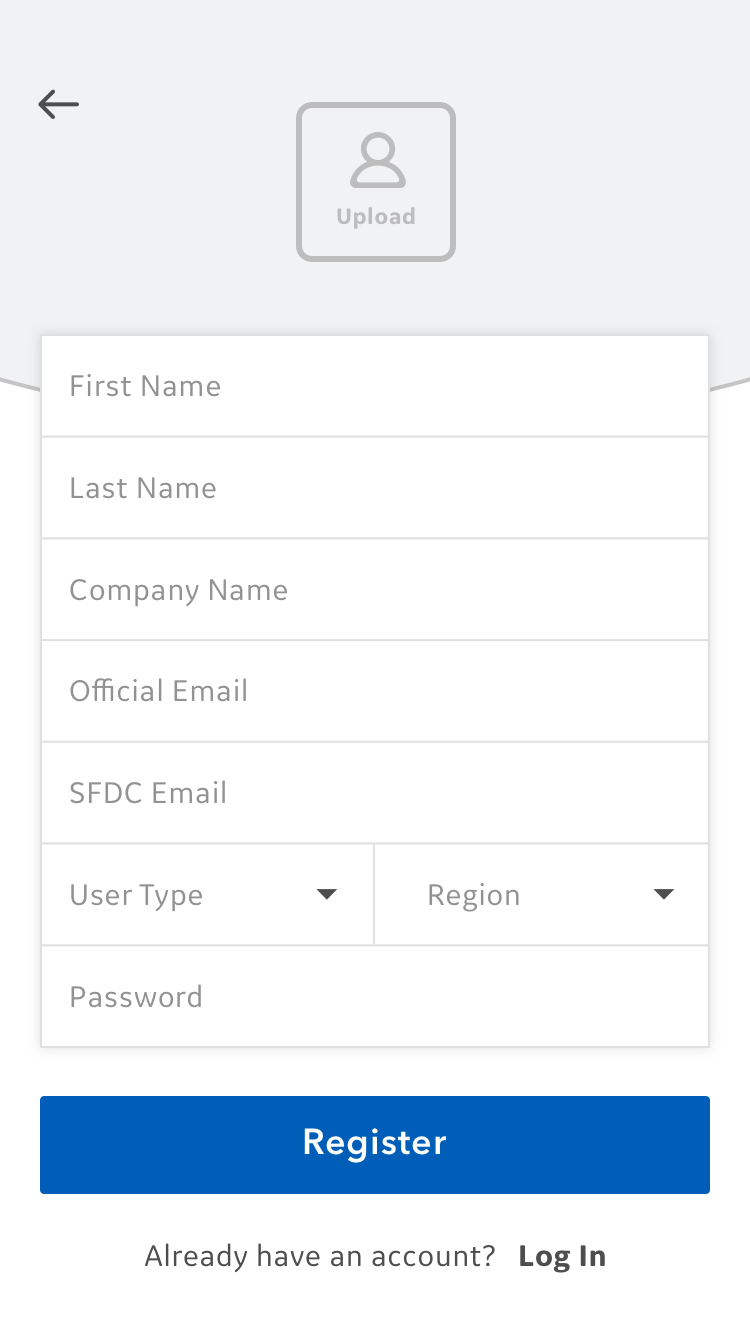 Upload
First Name
Last Name
Company Name
Official Email
SFDC Email
User Type Region
Password
Register
Already have an account? Log In